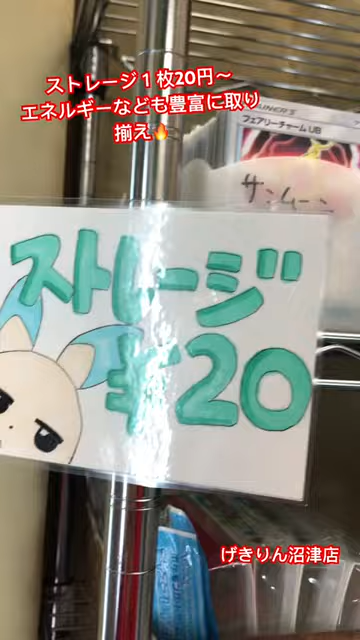 ストレージ１枚20円～
エネルギーなども豊富に取り
揃え🔥
フェアリーチャームUB
サンムーン
ストレージ
¥20
げきりん沼津店